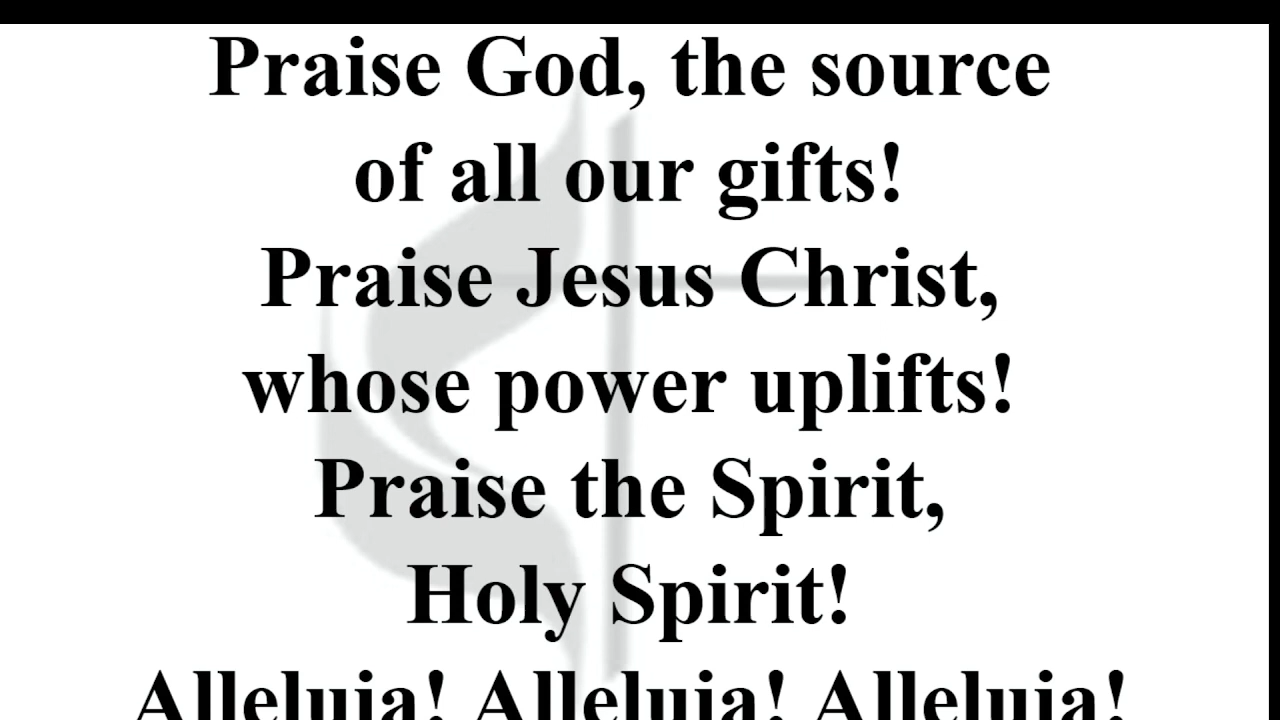 Praise God, the source
of all our gifts!
Praise Jesus Christ,
whose power uplifts!
Praise the Spirit,
Holy Spirit!
Alleluia! Alleluia! Alleluia!